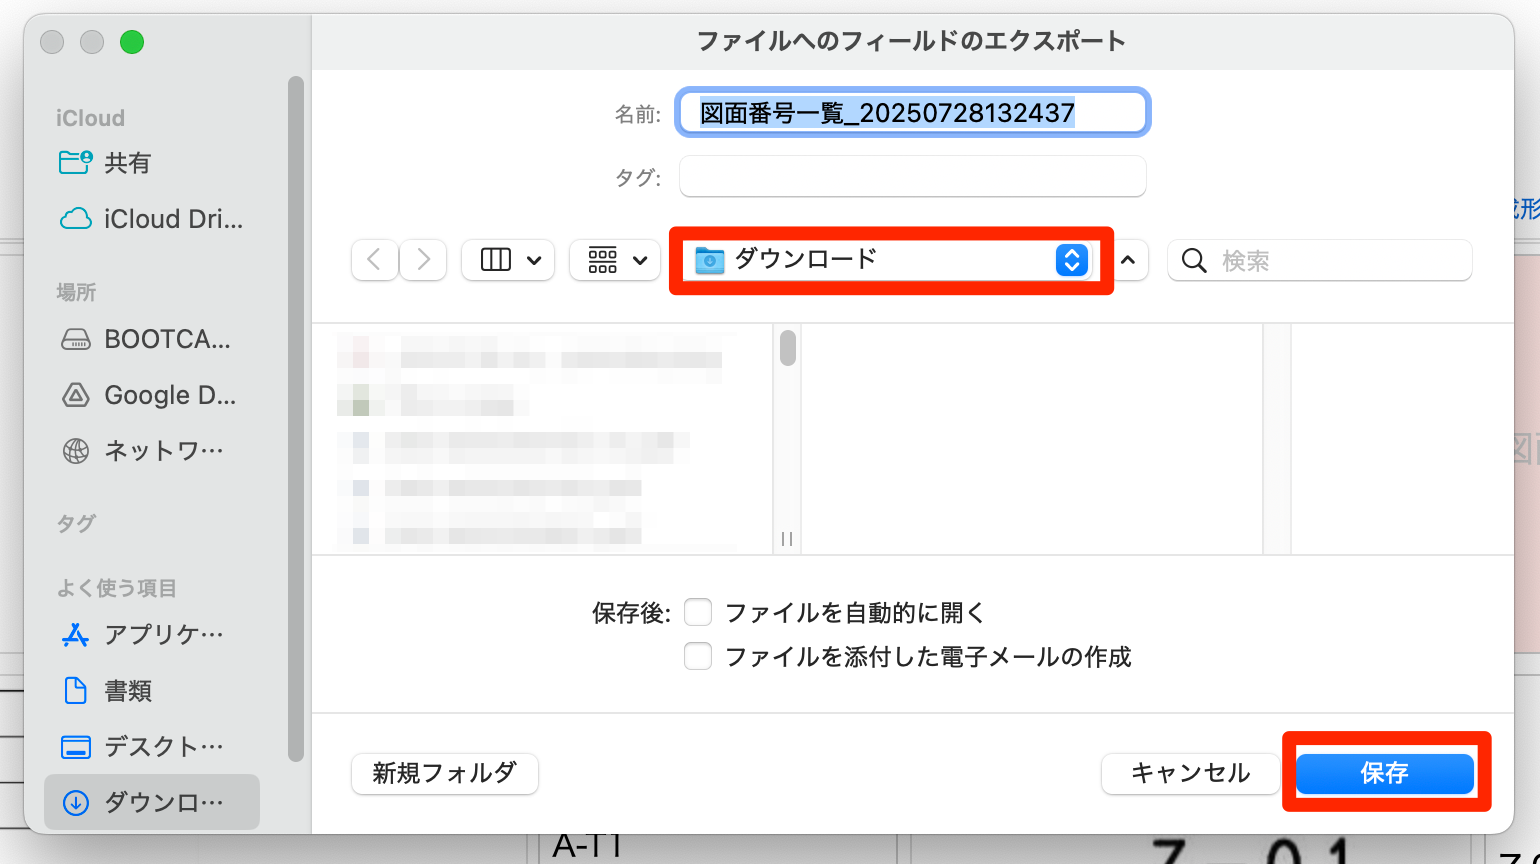 ファイルへのフィールドのエクスポート
iCloud
共有
iCloud Dri...
場所
BOOTCA...
Google D...
ネットワ…
タグ
よく使う項目
アプリケ…
書類
デスクト…
ダウンロ…
名前: 図面番号一覧_20250728132437
タグ:
ダウンロード
検索
保存後: ファイルを自動的に開く
ファイルを添付した電子メールの作成
新規フォルダ キャンセル 保存
成形
図面
A-T1